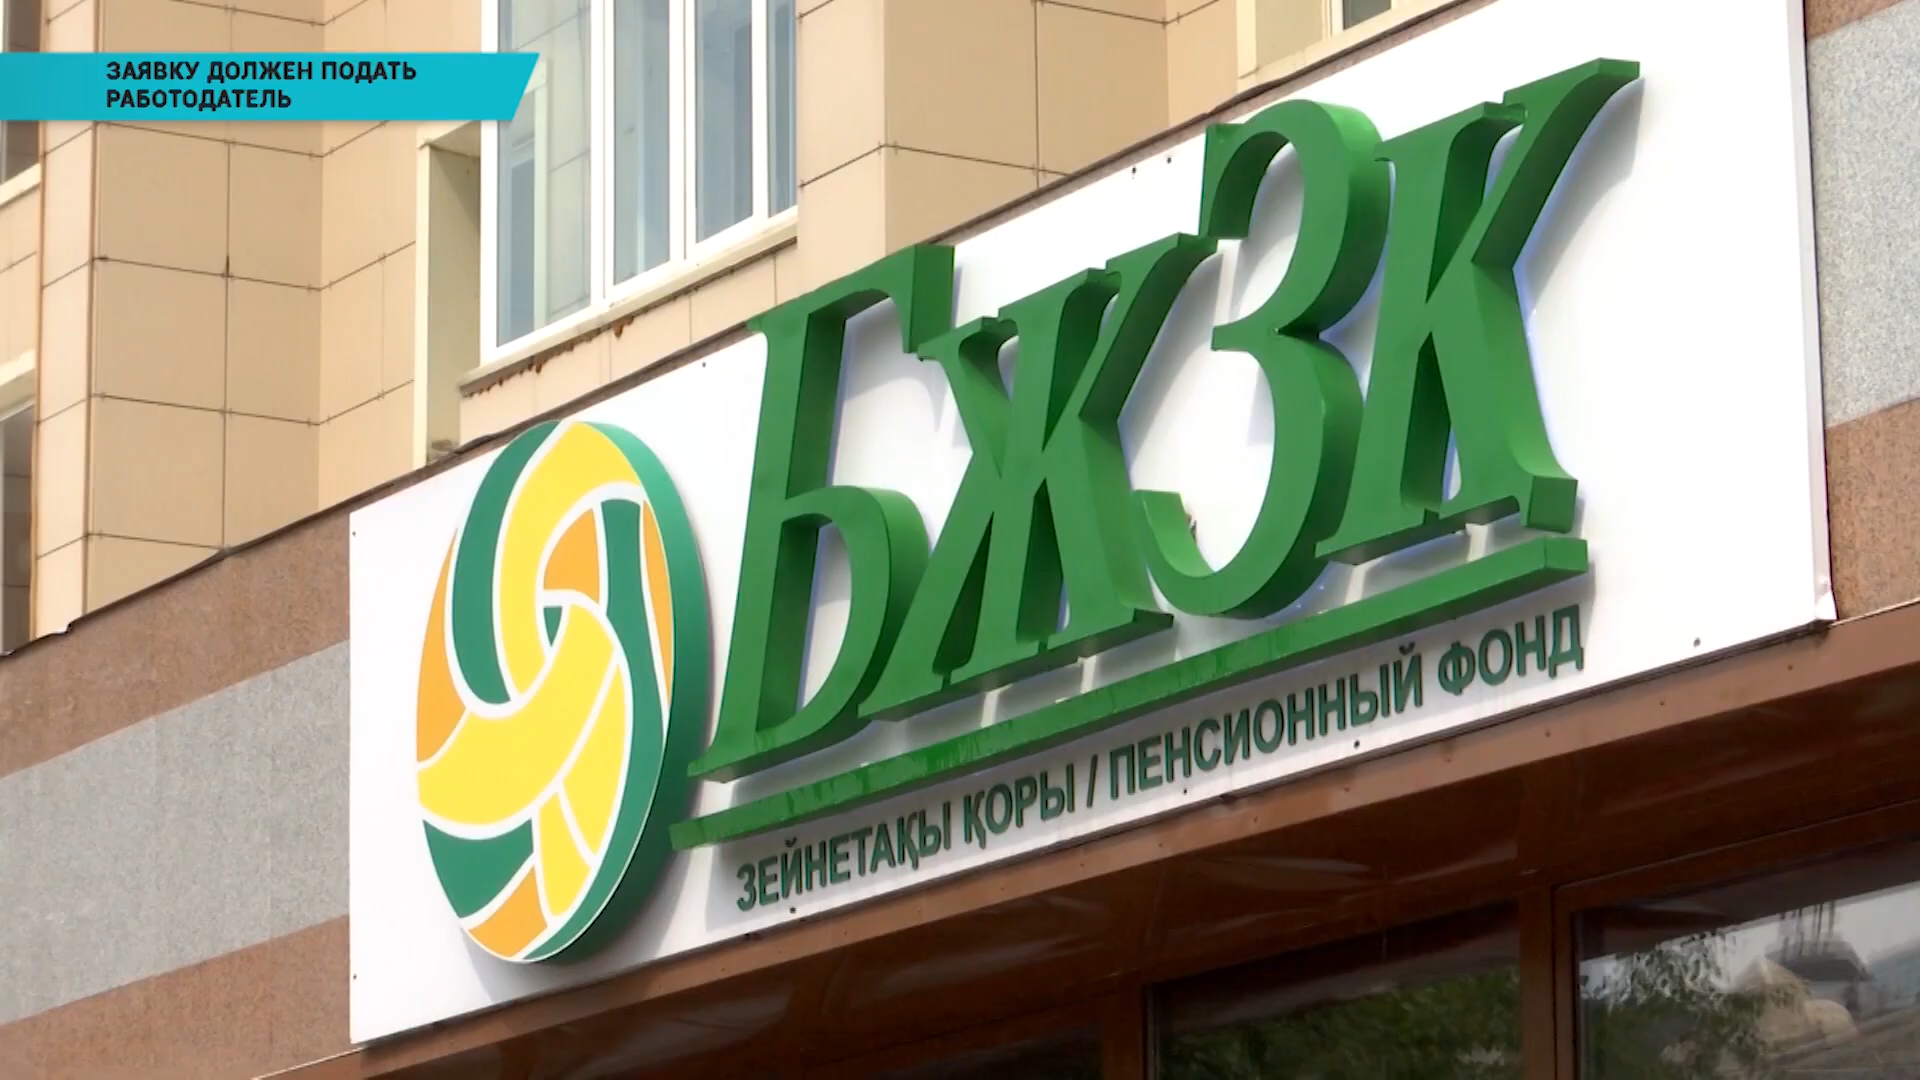 ЗАЯВКУ ДОЛЖЕН ПОДАТЬ
РАБОТОДАТЕЛЬ
БЖЗҚ
ЗЕЙНЕТАҚЫ ҚОРЫ / ПЕНСИОННЫЙ ФОНД